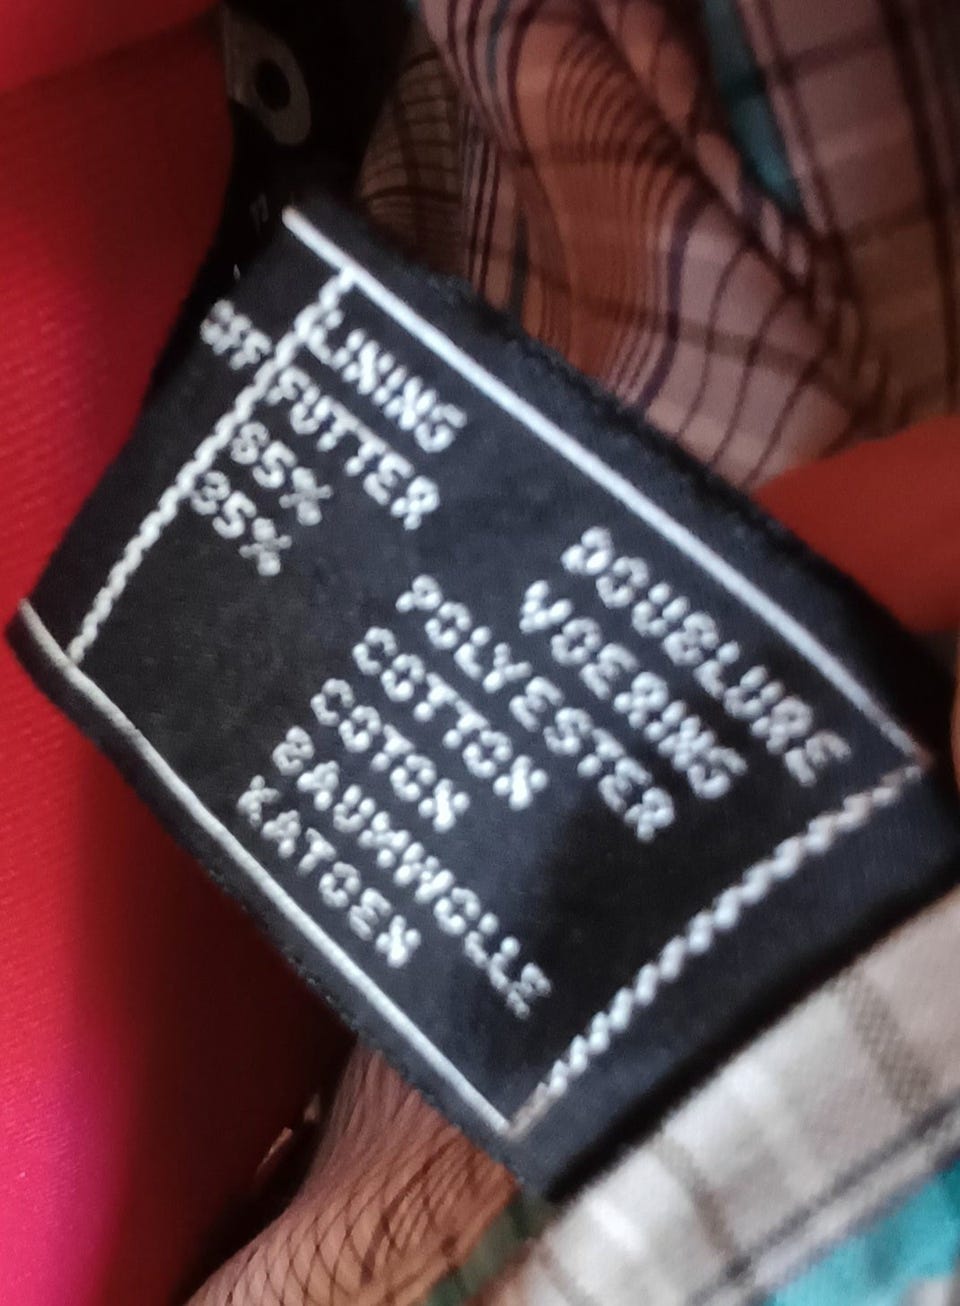 LINING DOUBLURE
FUTTER VOERING
65% POLYESTER
35% COTTON
COTON
BAUMWOLLE
KATOEN